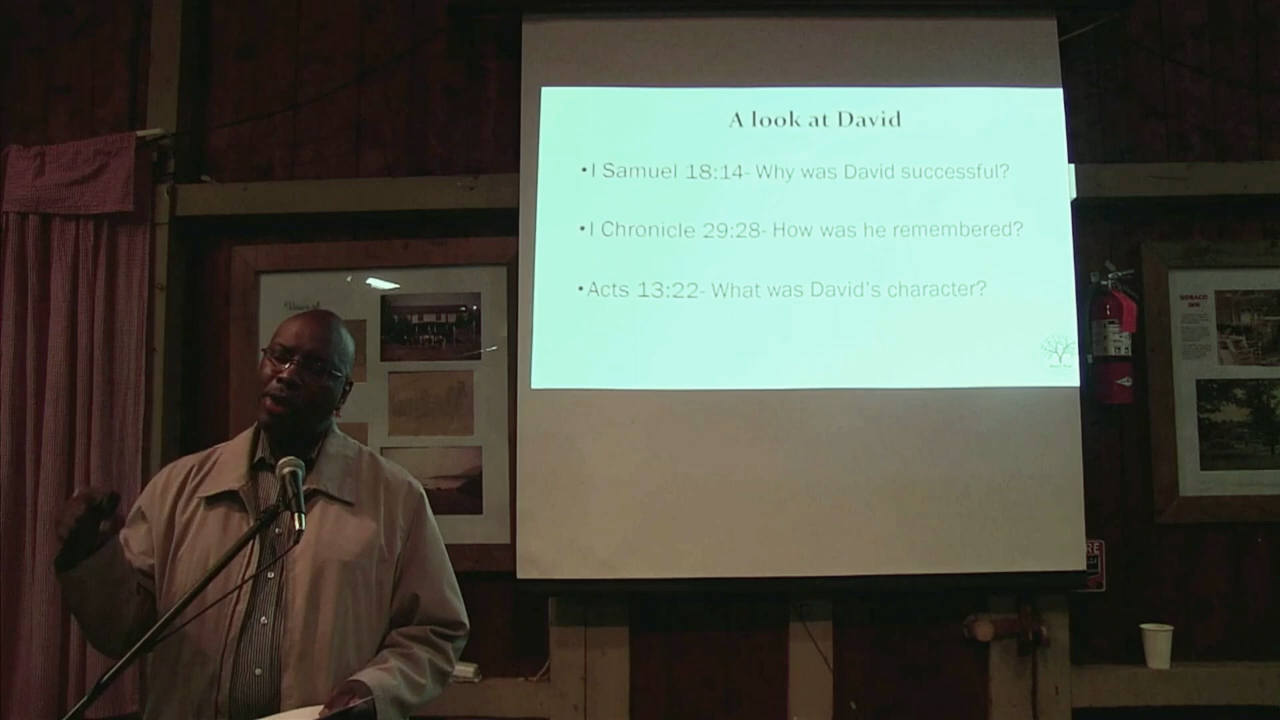 A look at David
•I Samuel 18:14- Why was David successful?
•I Chronicle 29:28- How was he remembered?
•Acts 13:22- What was David's character?
INN